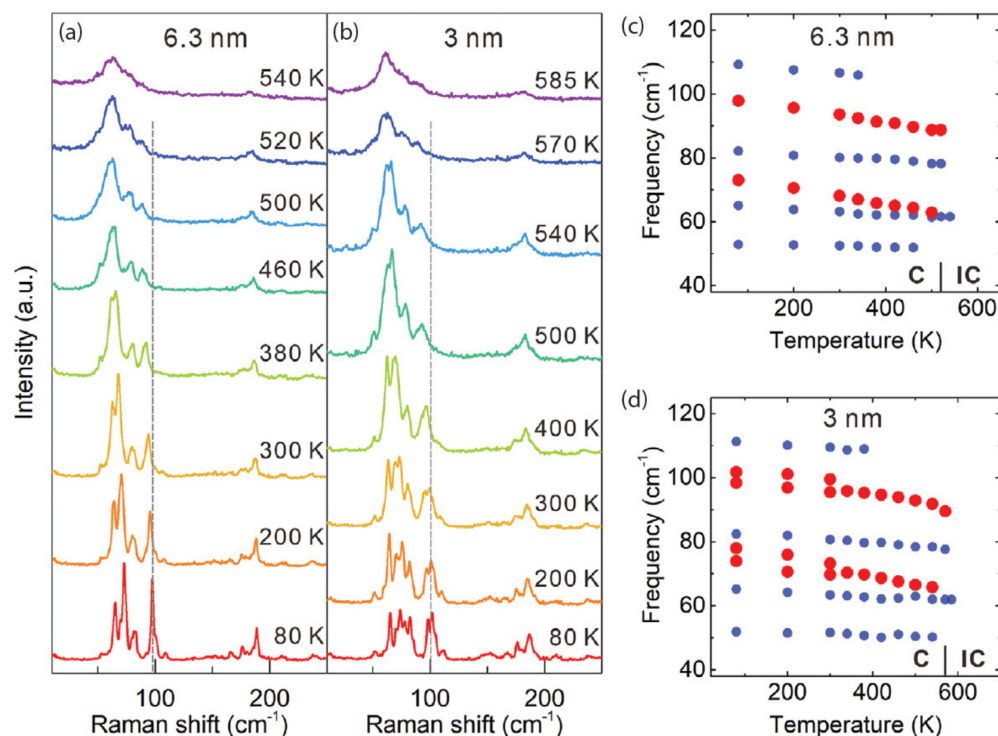 (a) 6.3 nm
540 K
520 K
500 K
460 K
380 K
300 K
200 K
80 K
100 200
Raman shift (cm⁻¹)
Intensity (a.u.)
(b) 3 nm
585 K
570 K
540 K
500 K
400 K
300 K
200 K
80 K
100 200
Raman shift (cm⁻¹)
(c) 6.3 nm
120
100
80
60
40
Frequency (cm⁻¹)
C IC
200 400 600
Temperature (K)
(d) 3 nm
120
100
80
60
40
Frequency (cm⁻¹)
C IC
0 200 400 600
Temperature (K)